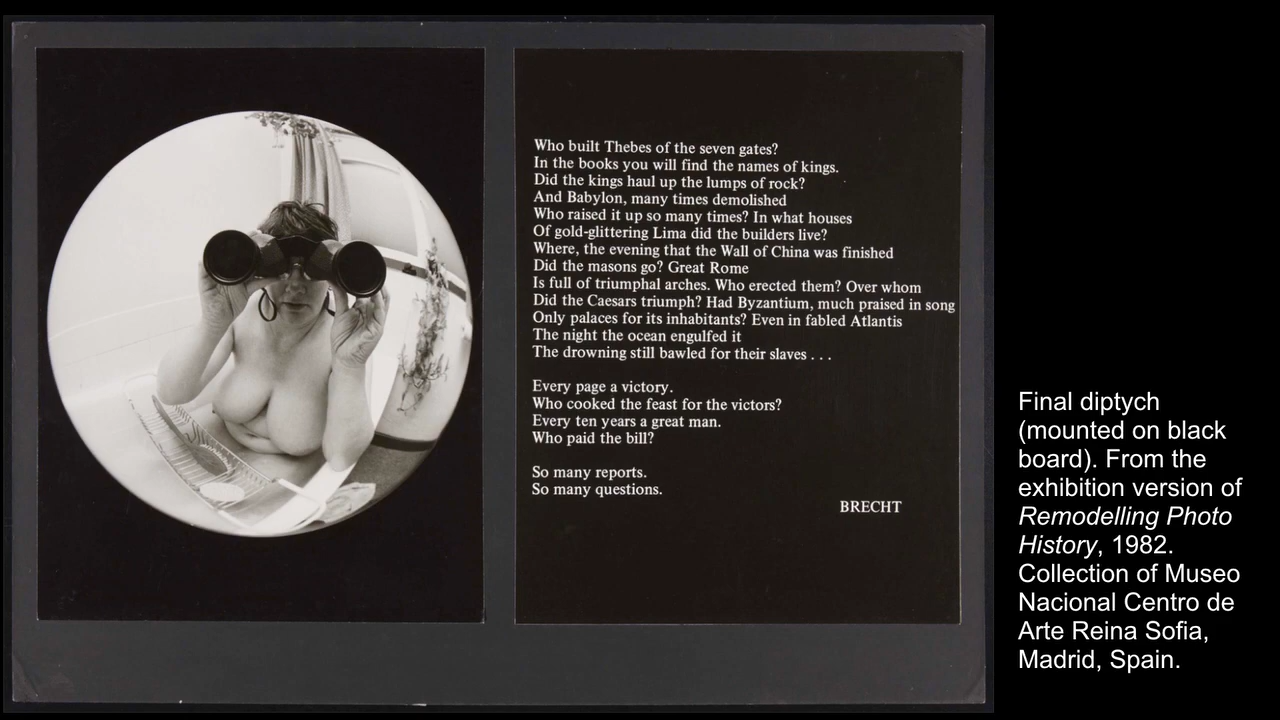 Who built Thebes of the seven gates?
In the books you will find the names of kings.
Did the kings haul up the lumps of rock?
And Babylon, many times demolished
Who raised it up so many times? In what houses
Of gold-glittering Lima did the builders live?
Where, the evening that the Wall of China was finished
Did the masons go? Great Rome
Is full of triumphal arches. Who erected them? Over whom
Did the Caesars triumph? Had Byzantium, much praised in song
Only palaces for its inhabitants? Even in fabled Atlantis
The night the ocean engulfed it
The drowning still bawled for their slaves . . .
Every page a victory.
Who cooked the feast for the victors?
Every ten years a great man.
Who paid the bill?
So many reports.
So many questions.
BRECHT
Final diptych
(mounted on black
board). From the
exhibition version of
Remodelling Photo
History, 1982.
Collection of Museo
Nacional Centro de
Arte Reina Sofia,
Madrid, Spain.